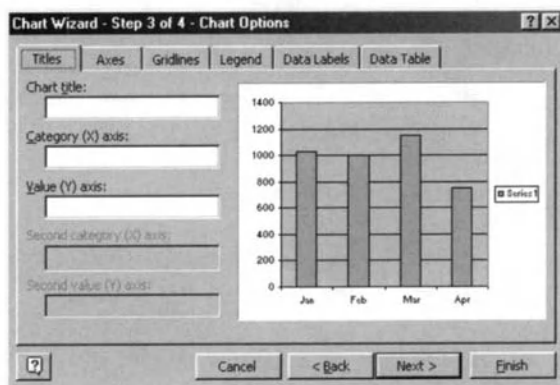 Chart Wizard - Step 3 of 4 - Chart Options
Titles Axes Gridlines Legend Data Labels Data Table
Chart title:
Category (X) axis:
Value (Y) axis:
Second category (X) axis:
Second value (Y) axis:
1400
1200
1000
800
600
400
200
0
Jan Feb Mar Apr
Series1
Cancel < Back Next > Finish